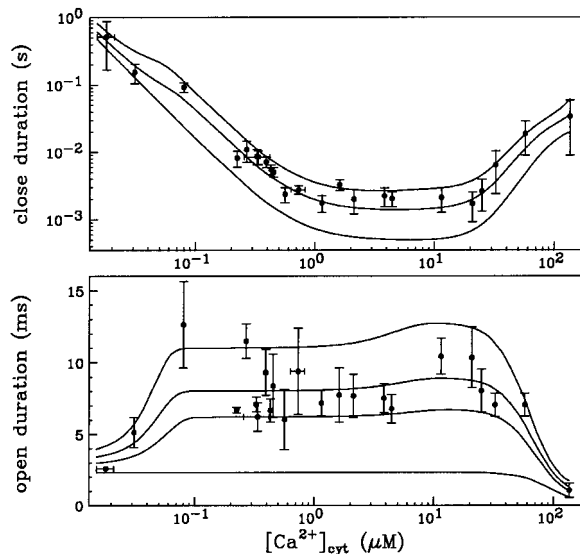 close duration (s)
10⁰
10⁻¹
10⁻²
10⁻³
10⁻¹ 10⁰ 10¹ 10²
open duration (ms)
15
10
5
0
10⁻¹ 10⁰ 10¹ 10²
[Ca²⁺]cyt (μM)